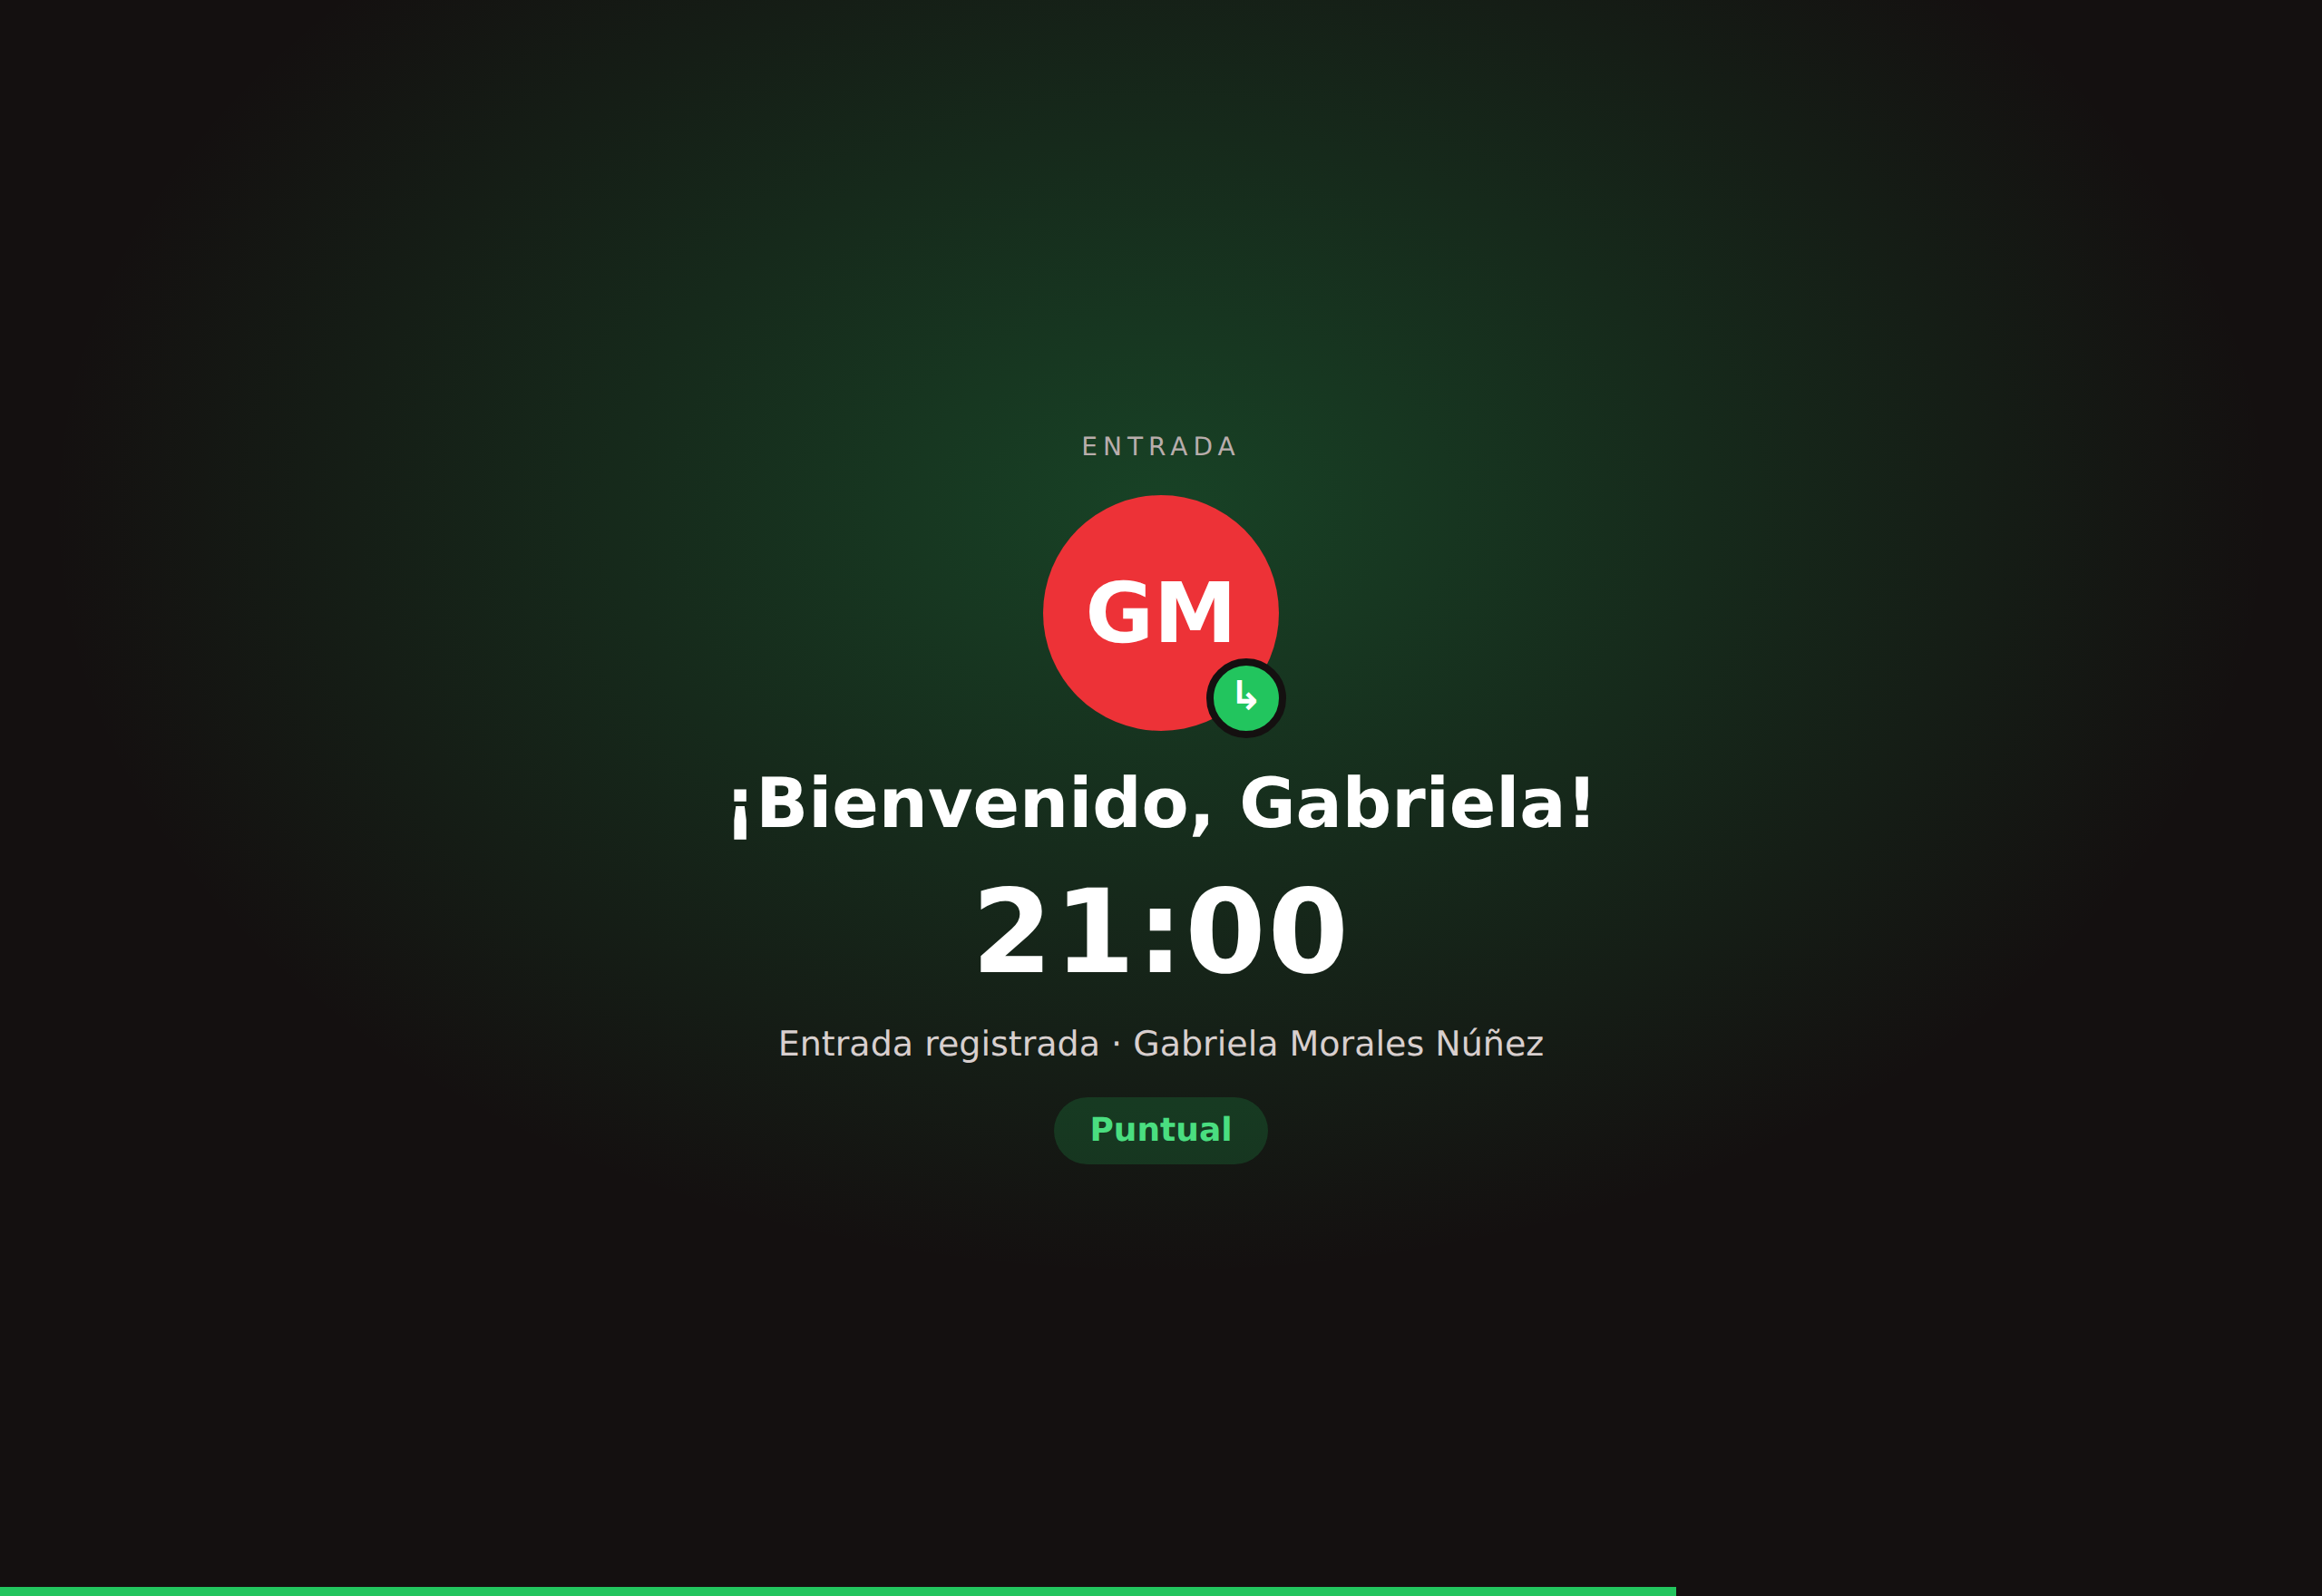 ENTRADA
GM
↳
¡Bienvenido, Gabriela!
21:00
Entrada registrada · Gabriela Morales Núñez
Puntual